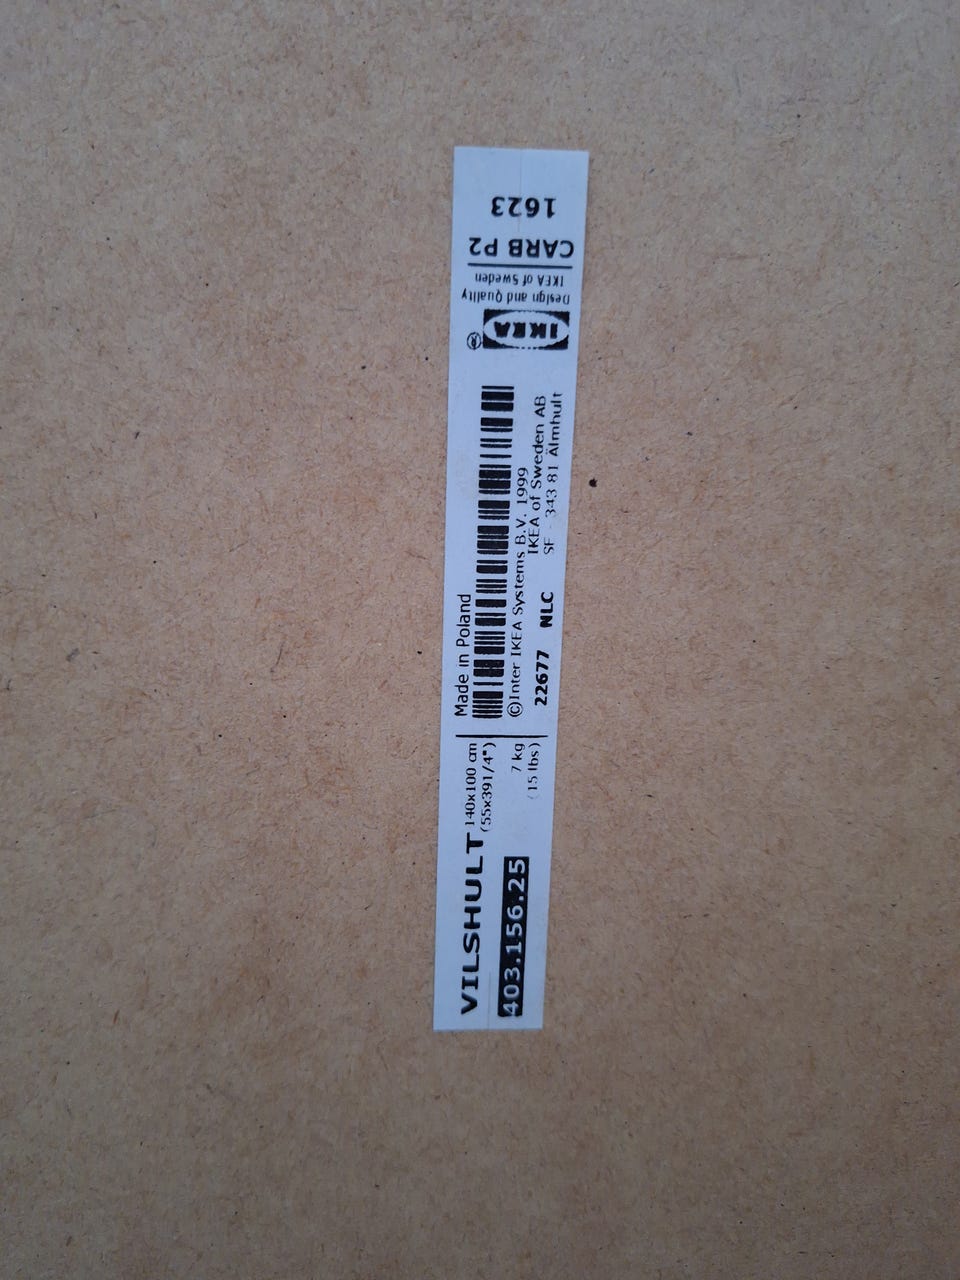 VILSHULT
140x100 cm
(55x391/4")
403.156.25
7 kg
(15 lbs)
Made in Poland
©Inter IKEA Systems B.V. 1999
IKEA of Sweden AB
22677 NLC SF - 343 81 Älmhult
IKEA ®
Design and Quality
IKEA of Sweden
CARB P2
1623